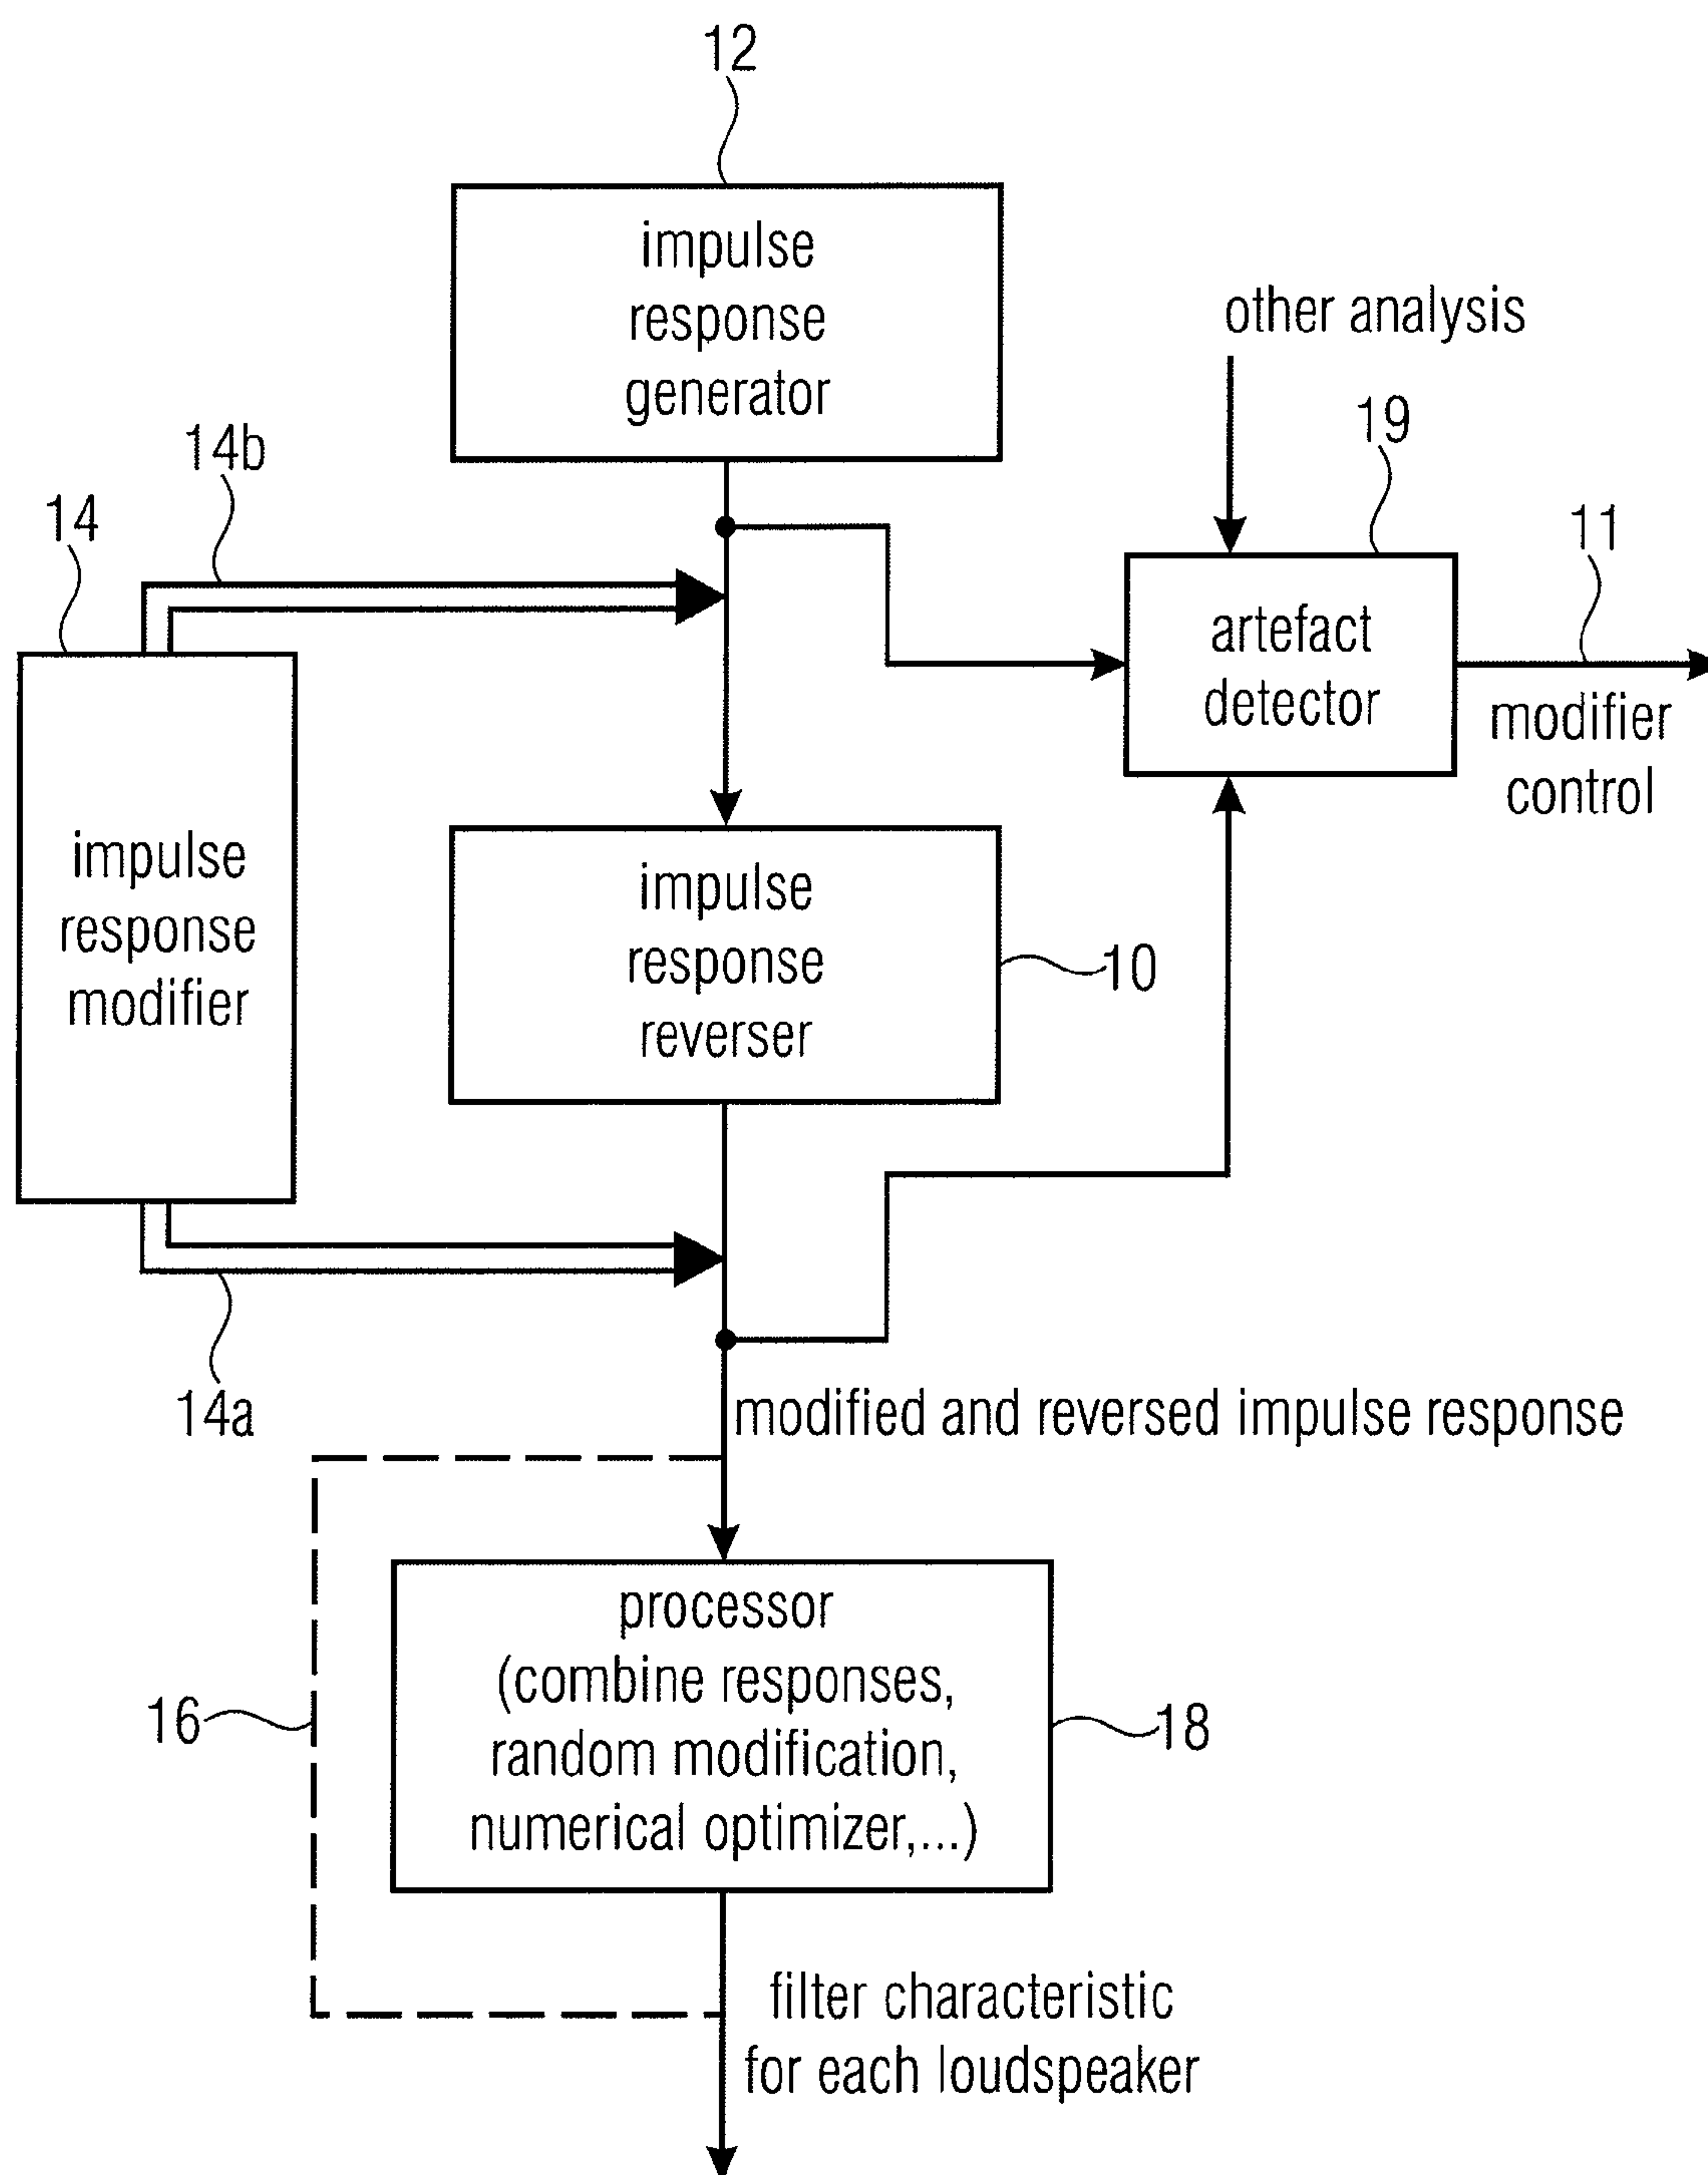 12
impulse
response
generator
other analysis
19
14b
14
11
artefact
detector
modifier
control
impulse
response
modifier
impulse
response
reverser
10
14a
modified and reversed impulse response
processor
(combine responses,
random modification,
numerical optimizer,...)
16
18
filter characteristic
for each loudspeaker